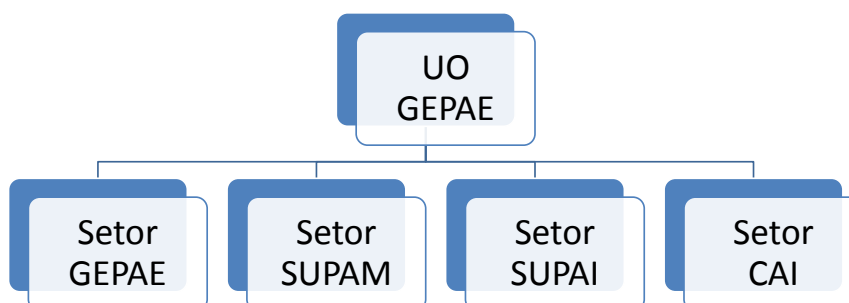 UO
GEPAE
Setor
GEPAE
Setor
SUPAM
Setor
SUPAI
Setor
CAI